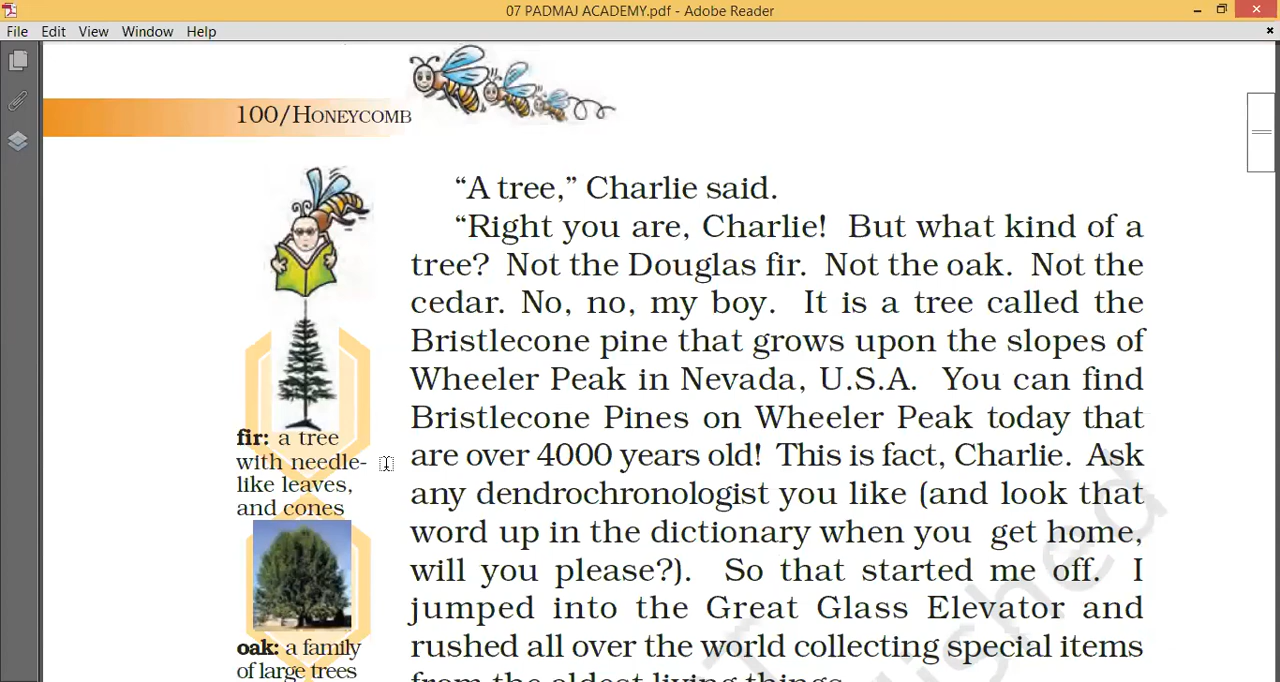 07 PADMAJ ACADEMY.pdf - Adobe Reader
File Edit View Window Help
100/HONEYCOMB
“A tree,” Charlie said.
“Right you are, Charlie! But what kind of a
tree? Not the Douglas fir. Not the oak. Not the
cedar. No, no, my boy. It is a tree called the
Bristlecone pine that grows upon the slopes of
Wheeler Peak in Nevada, U.S.A. You can find
Bristlecone Pines on Wheeler Peak today that
are over 4000 years old! This is fact, Charlie. Ask
any dendrochronologist you like (and look that
word up in the dictionary when you get home,
will you please?). So that started me off. I
jumped into the Great Glass Elevator and
rushed all over the world collecting special items
from the oldest living things.
fir: a tree
with needle-
like leaves,
and cones
oak: a family
of large trees